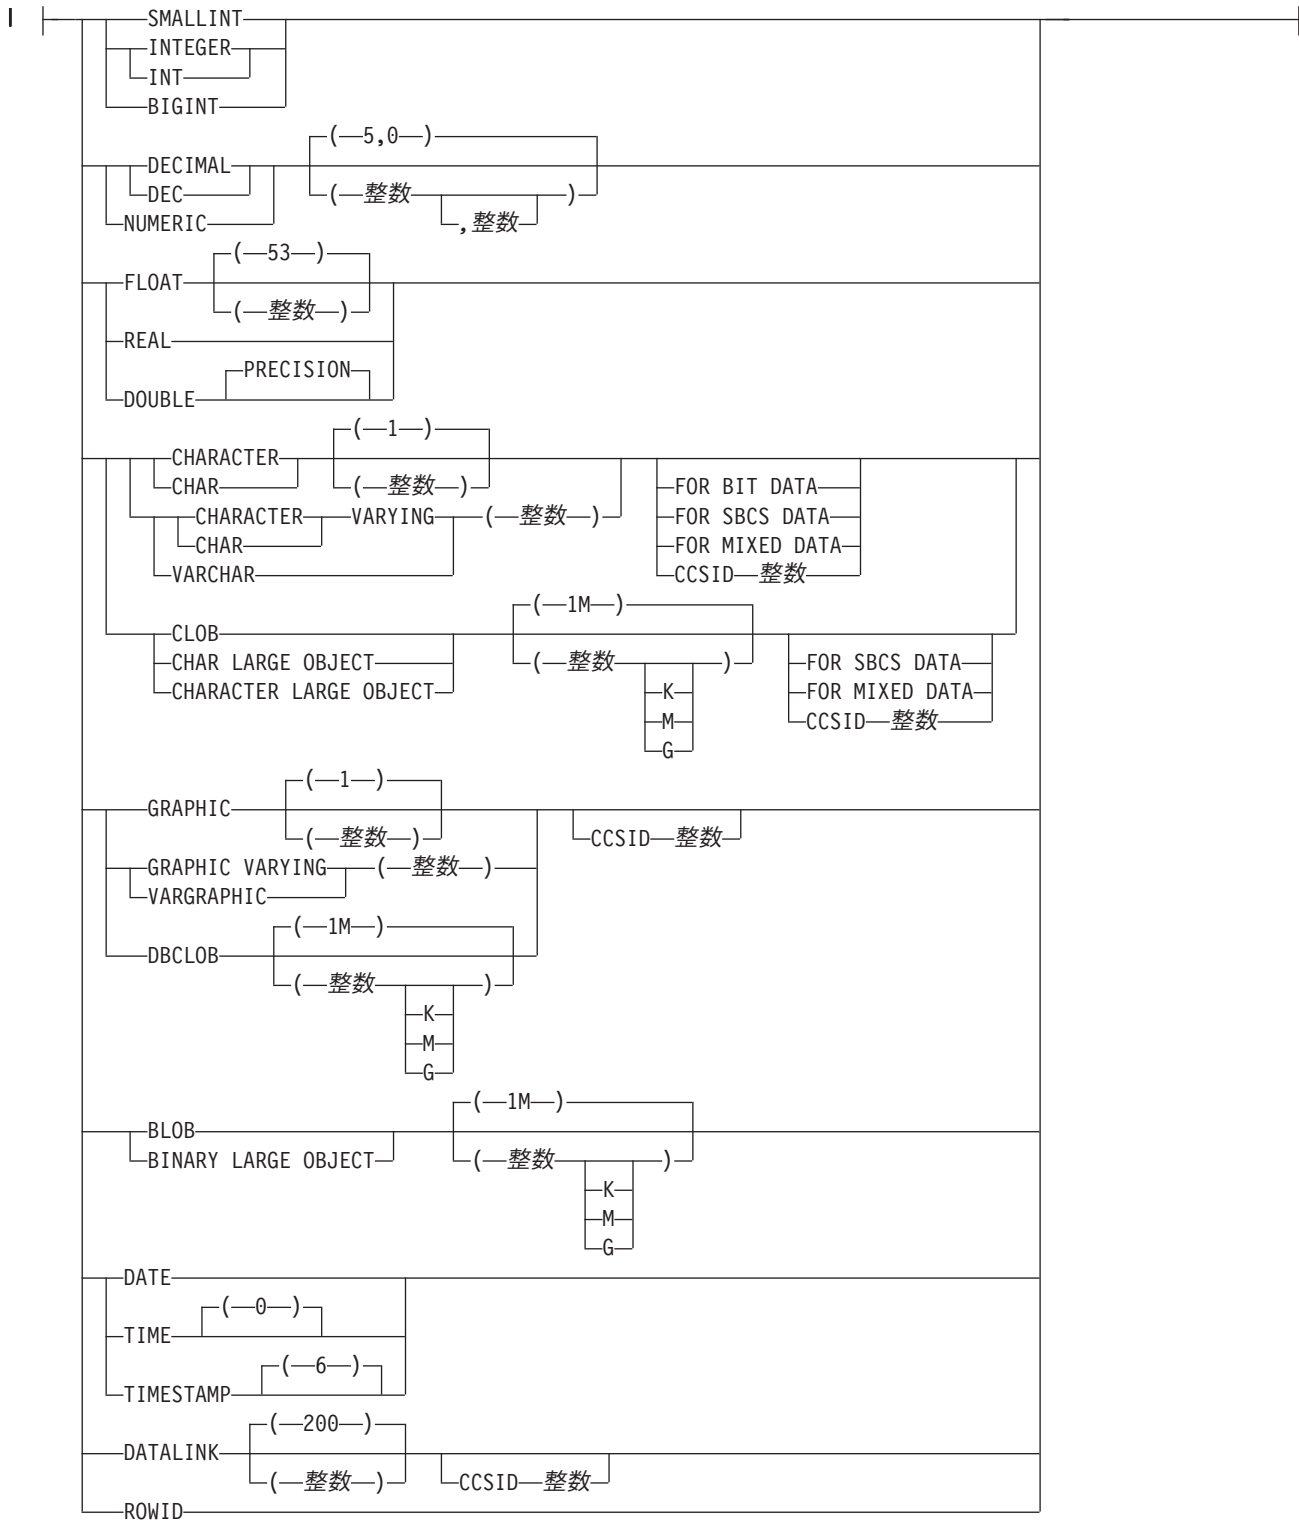 SMALLINT
INTEGER
INT
BIGINT
( 5,0 )
DECIMAL
DEC
( 整数 )
NUMERIC
,整数
( 53 )
FLOAT
( 整数 )
REAL
PRECISION
DOUBLE
( 1 )
CHARACTER
CHAR ( 整数 ) FOR BIT DATA
CHARACTER VARYING ( 整数 ) FOR SBCS DATA
CHAR FOR MIXED DATA
VARCHAR CCSID 整数
( 1M )
CLOB
CHAR LARGE OBJECT ( 整数 ) FOR SBCS DATA
CHARACTER LARGE OBJECT K FOR MIXED DATA
M CCSID 整数
G
( 1 )
GRAPHIC
( 整数 ) CCSID 整数
GRAPHIC VARYING ( 整数 )
VARGRAPHIC
( 1M )
DBCLOB
( 整数 )
K
M
G
( 1M )
BLOB
BINARY LARGE OBJECT ( 整数 )
K
M
G
DATE
( 0 )
TIME
( 6 )
TIMESTAMP
( 200 )
DATALINK
( 整数 ) CCSID 整数
ROWID